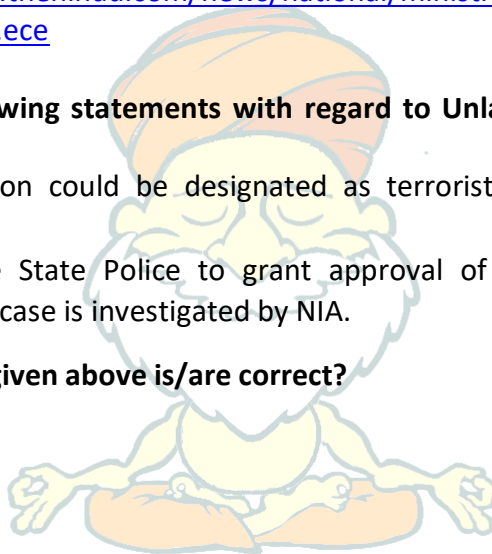 .ece
wing statements with regard to Unla
on could be designated as terrorist
State Police to grant approval of
case is investigated by NIA.
given above is/are correct?